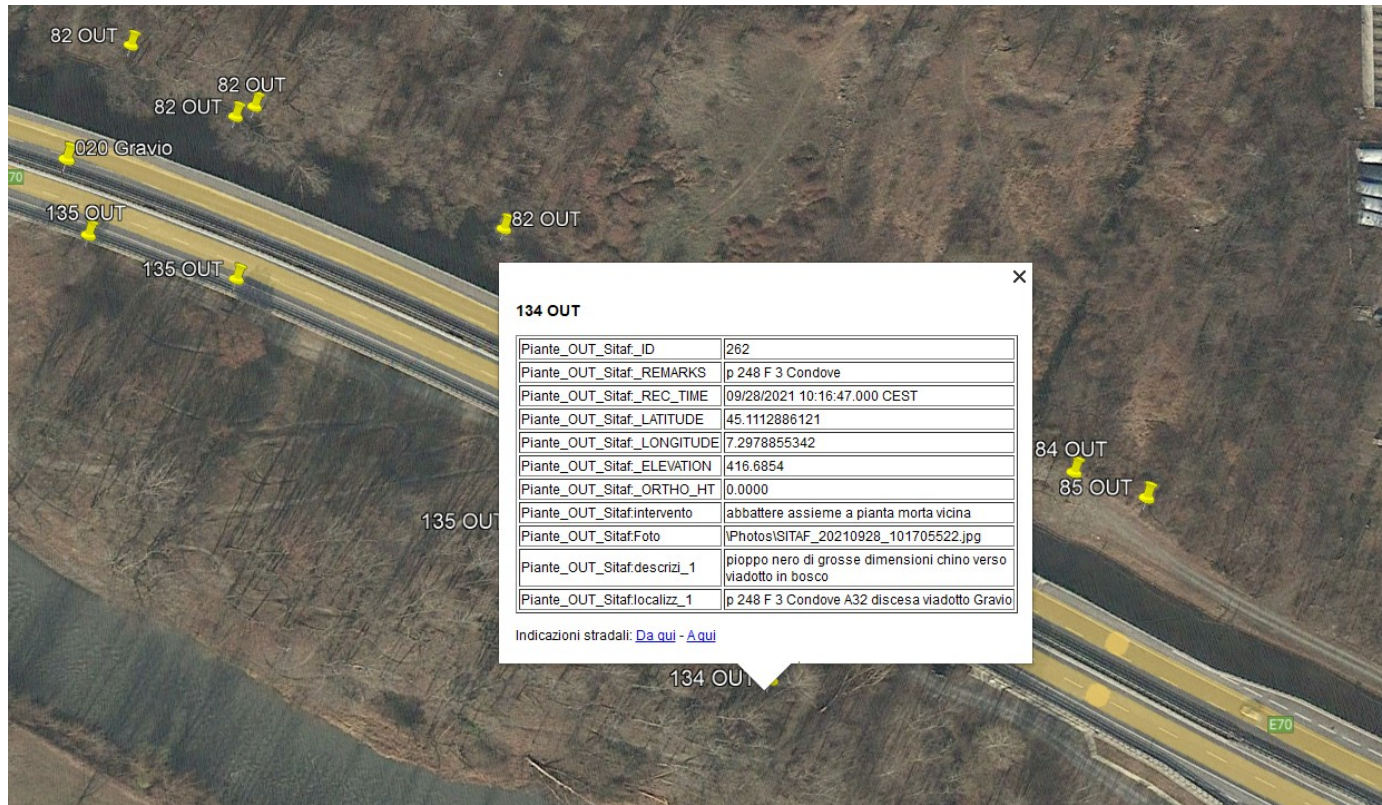 82 OUT
82 OUT
82 OUT
020 Gravio
70
135 OUT
82 OUT
135 OUT
134 OUT
Piante_OUT_Sitaf:_ID 262
Piante_OUT_Sitaf:_REMARKS p 248 F 3 Condove
Piante_OUT_Sitaf:_REC_TIME 09/28/2021 10:16:47.000 CEST
Piante_OUT_Sitaf:_LATITUDE 45.1112886121
Piante_OUT_Sitaf:_LONGITUDE 7.2978855342
Piante_OUT_Sitaf:_ELEVATION 416.6854
Piante_OUT_Sitaf:_ORTHO_HT 0.0000
Piante_OUT_Sitaf:intervento abbattere assieme a pianta morta vicina
Piante_OUT_Sitaf:Foto \Photos\SITAF_20210928_101705522.jpg
Piante_OUT_Sitaf:descrizi_1 pioppo nero di grosse dimensioni chino verso
viadotto in bosco
Piante_OUT_Sitaf:localizz_1 p 248 F 3 Condove A32 discesa viadotto Gravio
Indicazioni stradali: Da qui - A qui
84 OUT
85 OUT
135 OUT
134 OUT
E70